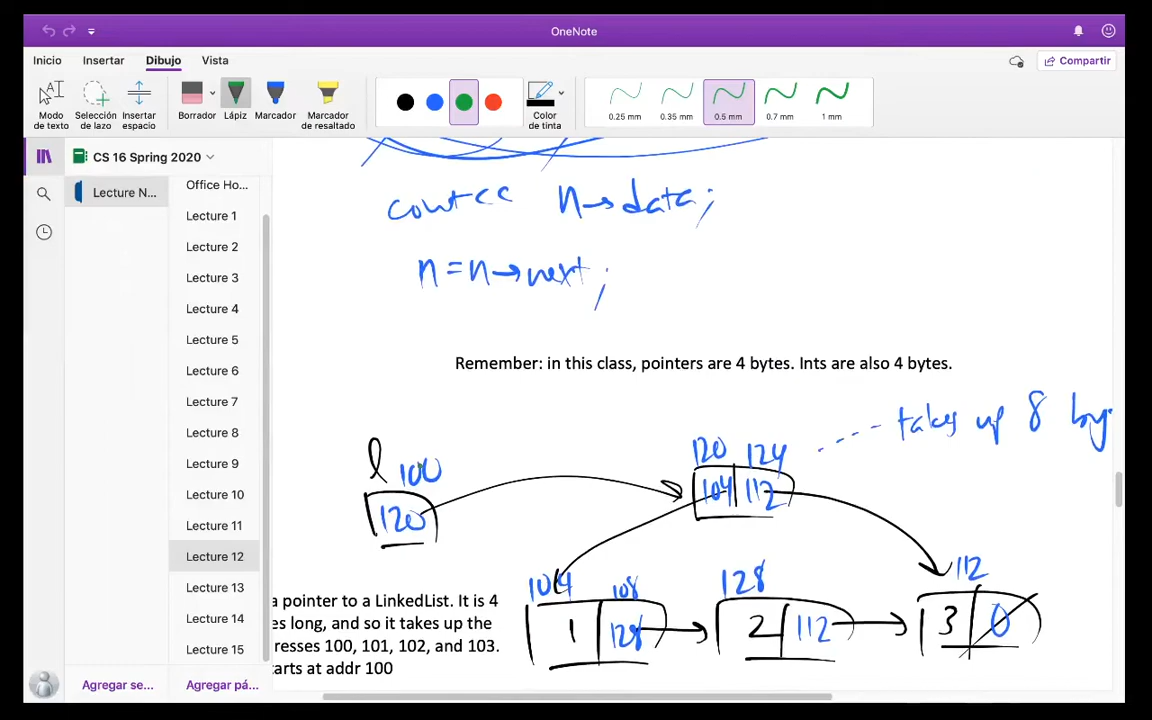 OneNote
Inicio Insertar Dibujo Vista
Compartir
Modo de texto
Selección de lazo
Insertar espacio
Borrador
Lápiz
Marcador
Marcador de resaltado
Color de tinta
0.25 mm 0.35 mm 0.5 mm 0.7 mm 1 mm
CS 16 Spring 2020
Lecture N...
Office Ho...
Lecture 1
Lecture 2
Lecture 3
Lecture 4
Lecture 5
Lecture 6
Lecture 7
Lecture 8
Lecture 9
Lecture 10
Lecture 11
Lecture 12
Lecture 13
Lecture 14
Lecture 15
Agregar se... Agregar pá...
cout << n→data;
n = n→next;
Remember: in this class, pointers are 4 bytes. Ints are also 4 bytes.
takes up 8 by
l 100
120
120 124
104 112
104 108
1 128
128
2 112
112
3 0
a pointer to a LinkedList. It is 4
es long, and so it takes up the
resses 100, 101, 102, and 103.
tarts at addr 100